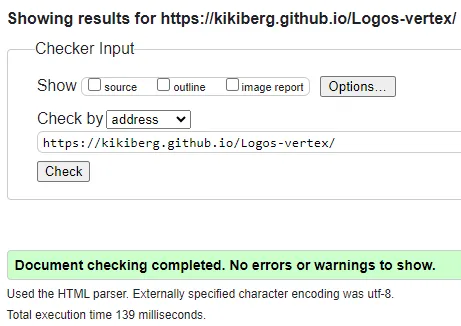 Showing results for https://kikiberg.github.io/Logos-vertex/
Checker Input
Show source outline image report Options...
Check by address
https://kikiberg.github.io/Logos-vertex/
Check
Document checking completed. No errors or warnings to show.
Used the HTML parser. Externally specified character encoding was utf-8.
Total execution time 139 milliseconds.